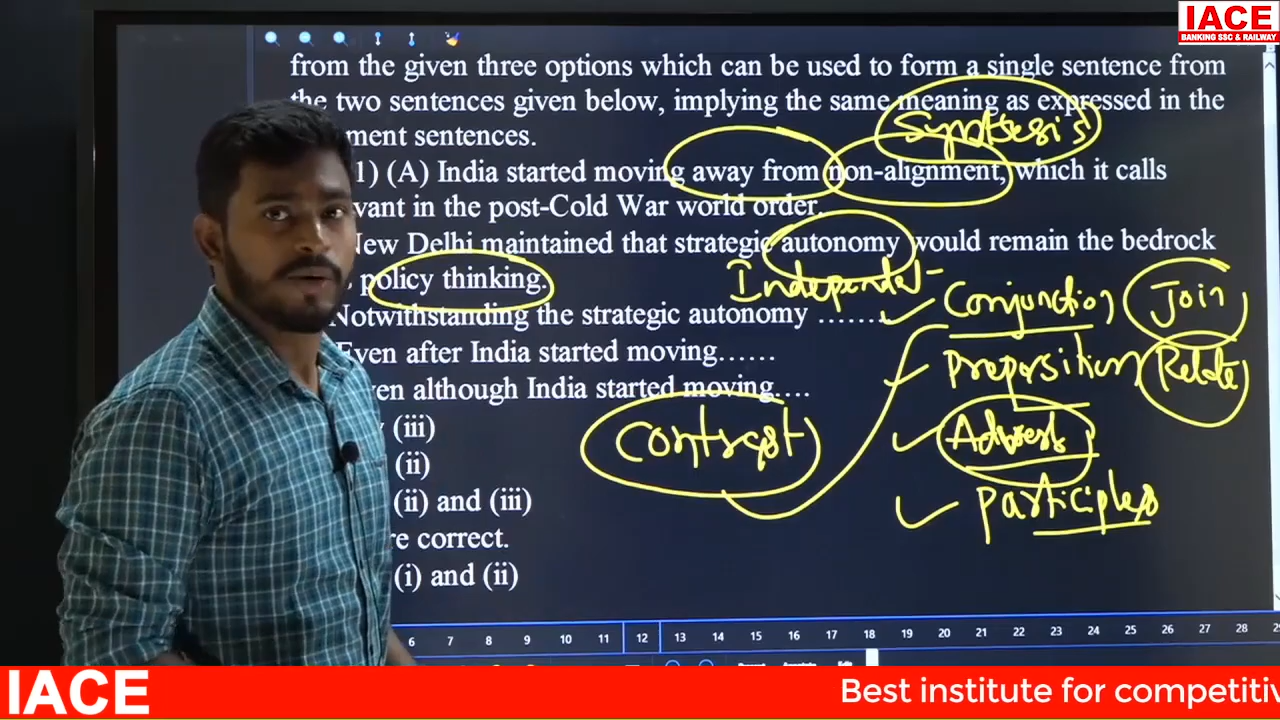 IACE
BANKING SSC & RAILWAY
from the given three options which can be used to form a single sentence from
the two sentences given below, implying the same meaning as expressed in the
ment sentences.
Synthesis
1) (A) India started moving away from non-alignment, which it calls
vant in the post-Cold War world order.
New Delhi maintained that strategic autonomy would remain the bedrock
policy thinking.
Independent
Notwithstanding the strategic autonomy .......
Conjunction Join
Even after India started moving......
Preposition Relate
en although India started moving....
(iii)
Contrast
Adverb
(ii)
(ii) and (iii)
Participles
re correct.
(i) and (ii)
6 7 8 9 10 11 12 13 14 15 16 17 18 19 20 21 22 23 24 25 26 27 28 29
IACE
Best institute for competitiv